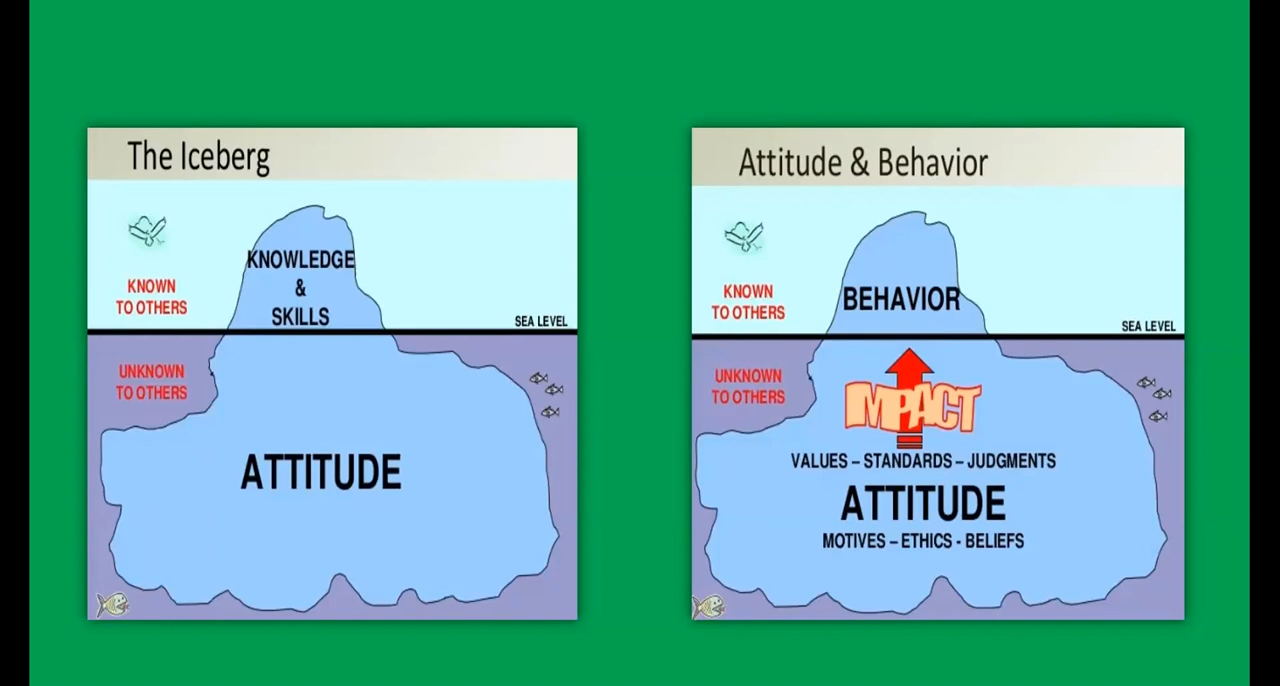 The Iceberg
KNOWLEDGE
&
SKILLS
KNOWN
TO OTHERS
SEA LEVEL
UNKNOWN
TO OTHERS
ATTITUDE
Attitude & Behavior
KNOWN
TO OTHERS
BEHAVIOR
SEA LEVEL
UNKNOWN
TO OTHERS
IMPACT
VALUES – STANDARDS – JUDGMENTS
ATTITUDE
MOTIVES – ETHICS - BELIEFS